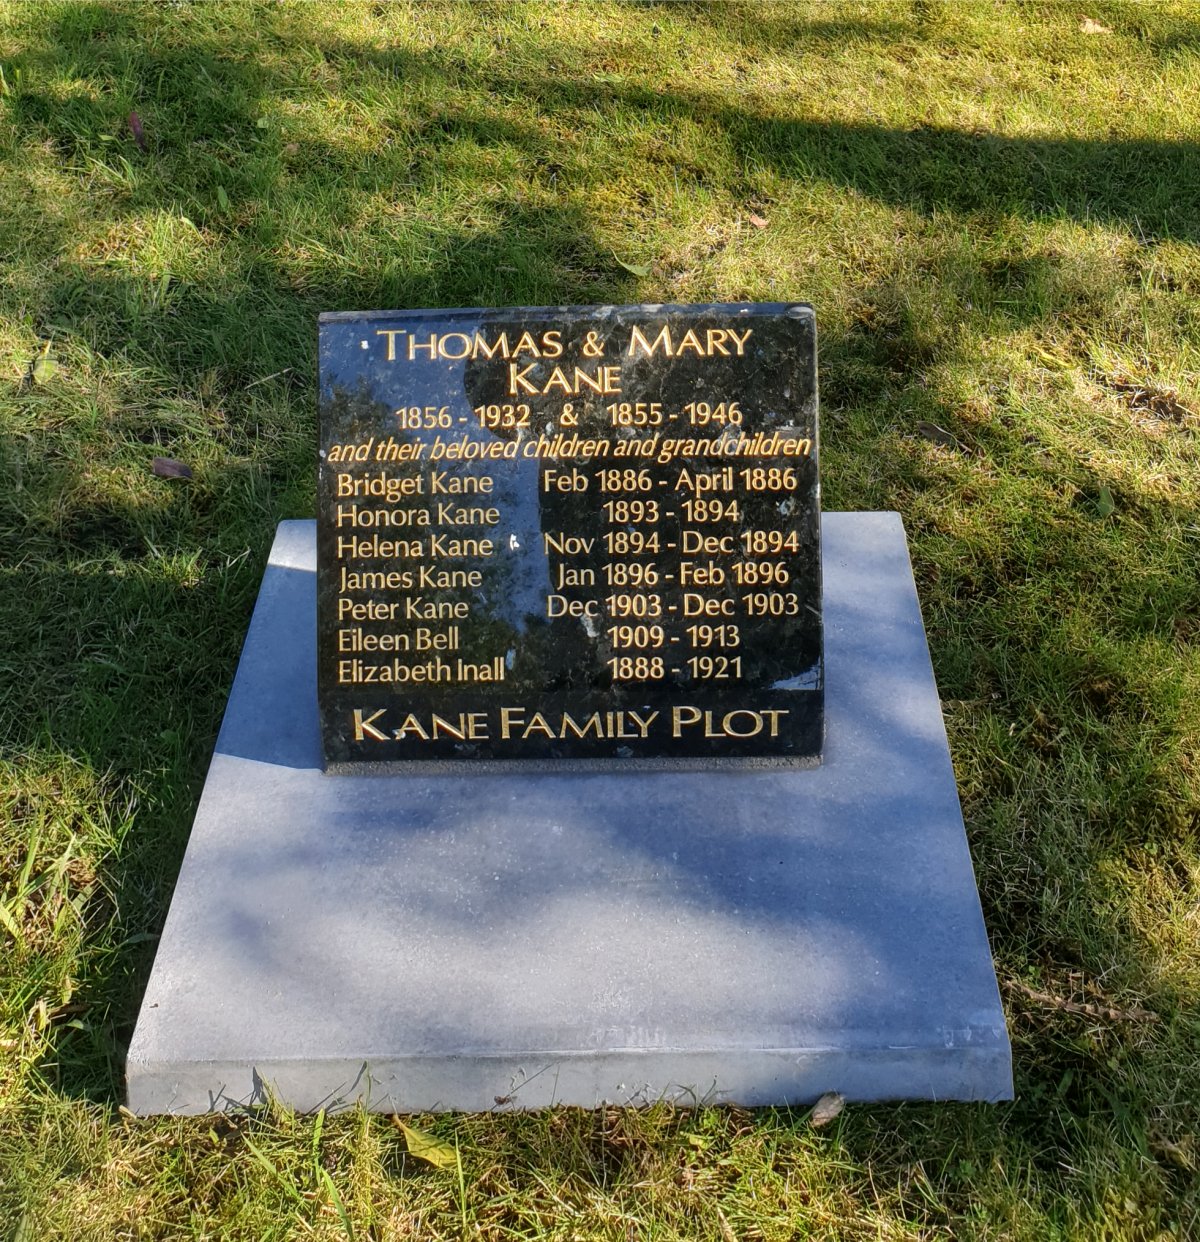 THOMAS & MARY
KANE
1856 - 1932 & 1855 - 1946
and their beloved children and grandchildren
Bridget Kane Feb 1886 - April 1886
Honora Kane 1893 - 1894
Helena Kane Nov 1894 - Dec 1894
James Kane Jan 1896 - Feb 1896
Peter Kane Dec 1903 - Dec 1903
Eileen Bell 1909 - 1913
Elizabeth Inall 1888 - 1921
KANE FAMILY PLOT